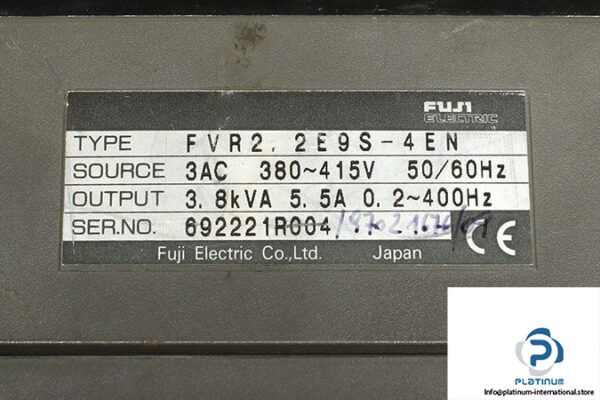 FUJI
ELECTRIC
TYPE FVR2.2E9S-4EN
SOURCE 3AC 380~415V 50/60Hz
OUTPUT 3.8kVA 5.5A 0.2~400Hz
SER.NO. 692221R004
CE
Fuji Electric Co.,Ltd. Japan
PLATINUM
Info@platinum-international.store